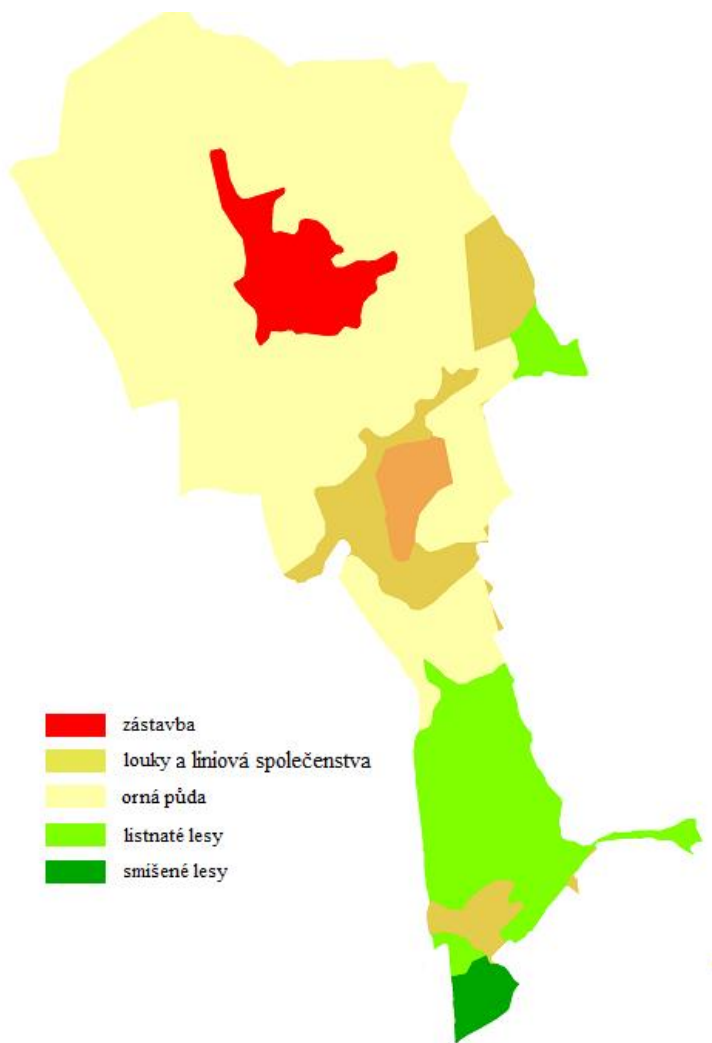 zástavba
louky a liniová společenstva
orná půda
listnaté lesy
smíšené lesy